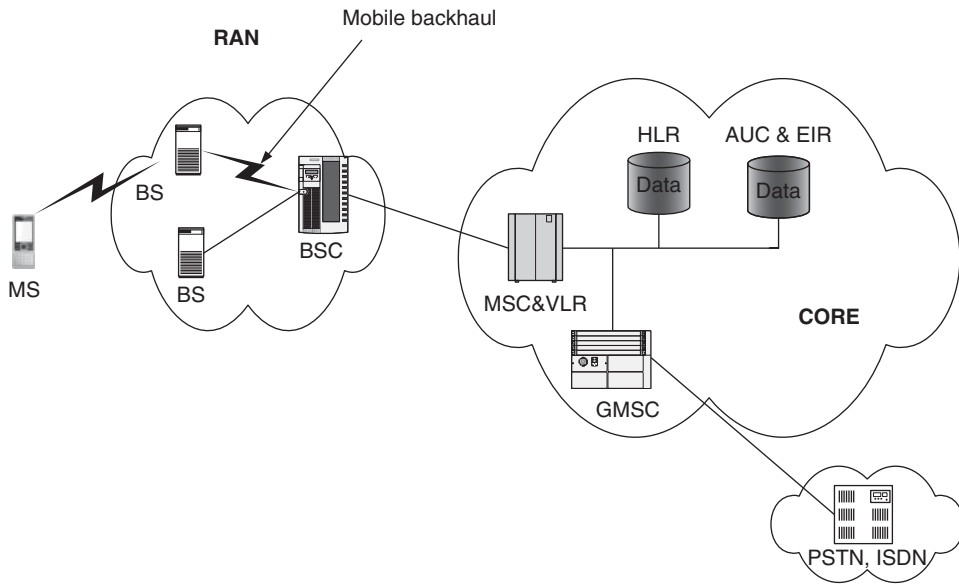 Mobile backhaul
RAN
HLR
AUC & EIR
Data
Data
BS
BSC
MS
BS
MSC&VLR
CORE
GMSC
PSTN, ISDN